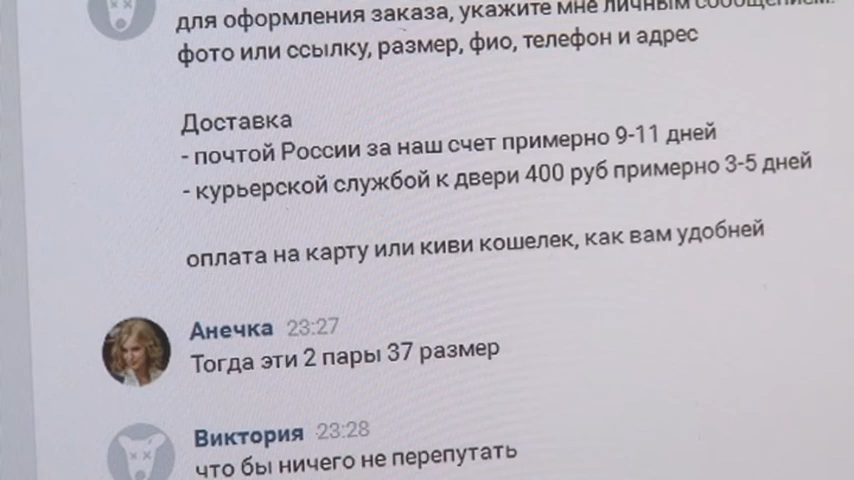 для оформления заказа, укажите мне личным сообщением:
фото или ссылку, размер, фио, телефон и адрес
Доставка
- почтой России за наш счет примерно 9-11 дней
- курьерской службой к двери 400 руб примерно 3-5 дней
оплата на карту или киви кошелек, как вам удобней
Анечка 23:27
Тогда эти 2 пары 37 размер
Виктория 23:28
что бы ничего не перепутать